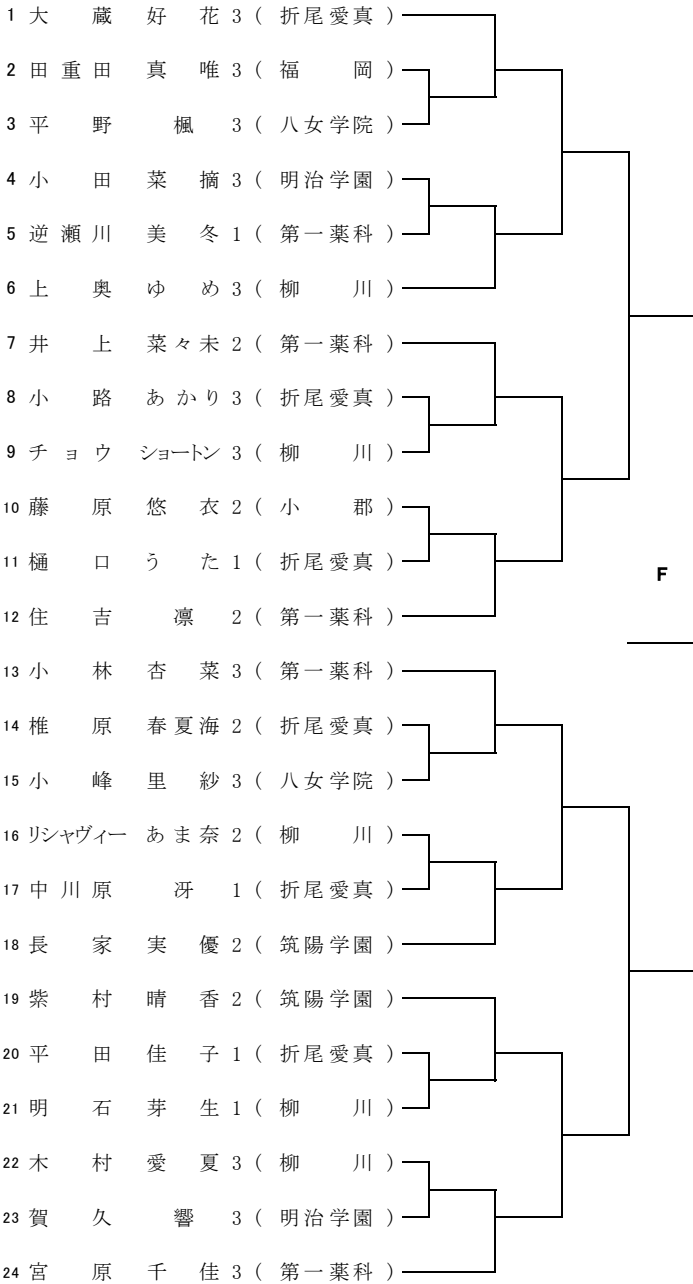 1 大 蔵 好 花 3 ( 折尾愛真 )
2 田重田 真 唯 3 ( 福 岡 )
3 平 野 楓 3 ( 八女学院 )
4 小 田 菜 摘 3 ( 明治学園 )
5 逆瀬川 美 冬 1 ( 第一薬科 )
6 上 奥 ゆ め 3 ( 柳 川 )
7 井 上 菜々未 2 ( 第一薬科 )
8 小 路 あかり 3 ( 折尾愛真 )
9 チョウ ショートン 3 ( 柳 川 )
10 藤 原 悠 衣 2 ( 小 郡 )
11 樋 口 う た 1 ( 折尾愛真 )
F
12 住 吉 凛 2 ( 第一薬科 )
13 小 林 杏 菜 3 ( 第一薬科 )
14 椎 原 春夏海 2 ( 折尾愛真 )
15 小 峰 里 紗 3 ( 八女学院 )
16 リシャヴィー あま奈 2 ( 柳 川 )
17 中川原 冴 1 ( 折尾愛真 )
18 長 家 実 優 2 ( 筑陽学園 )
19 紫 村 晴 香 2 ( 筑陽学園 )
20 平 田 佳 子 1 ( 折尾愛真 )
21 明 石 芽 生 1 ( 柳 川 )
22 木 村 愛 夏 3 ( 柳 川 )
23 賀 久 響 3 ( 明治学園 )
24 宮 原 千 佳 3 ( 第一薬科 )